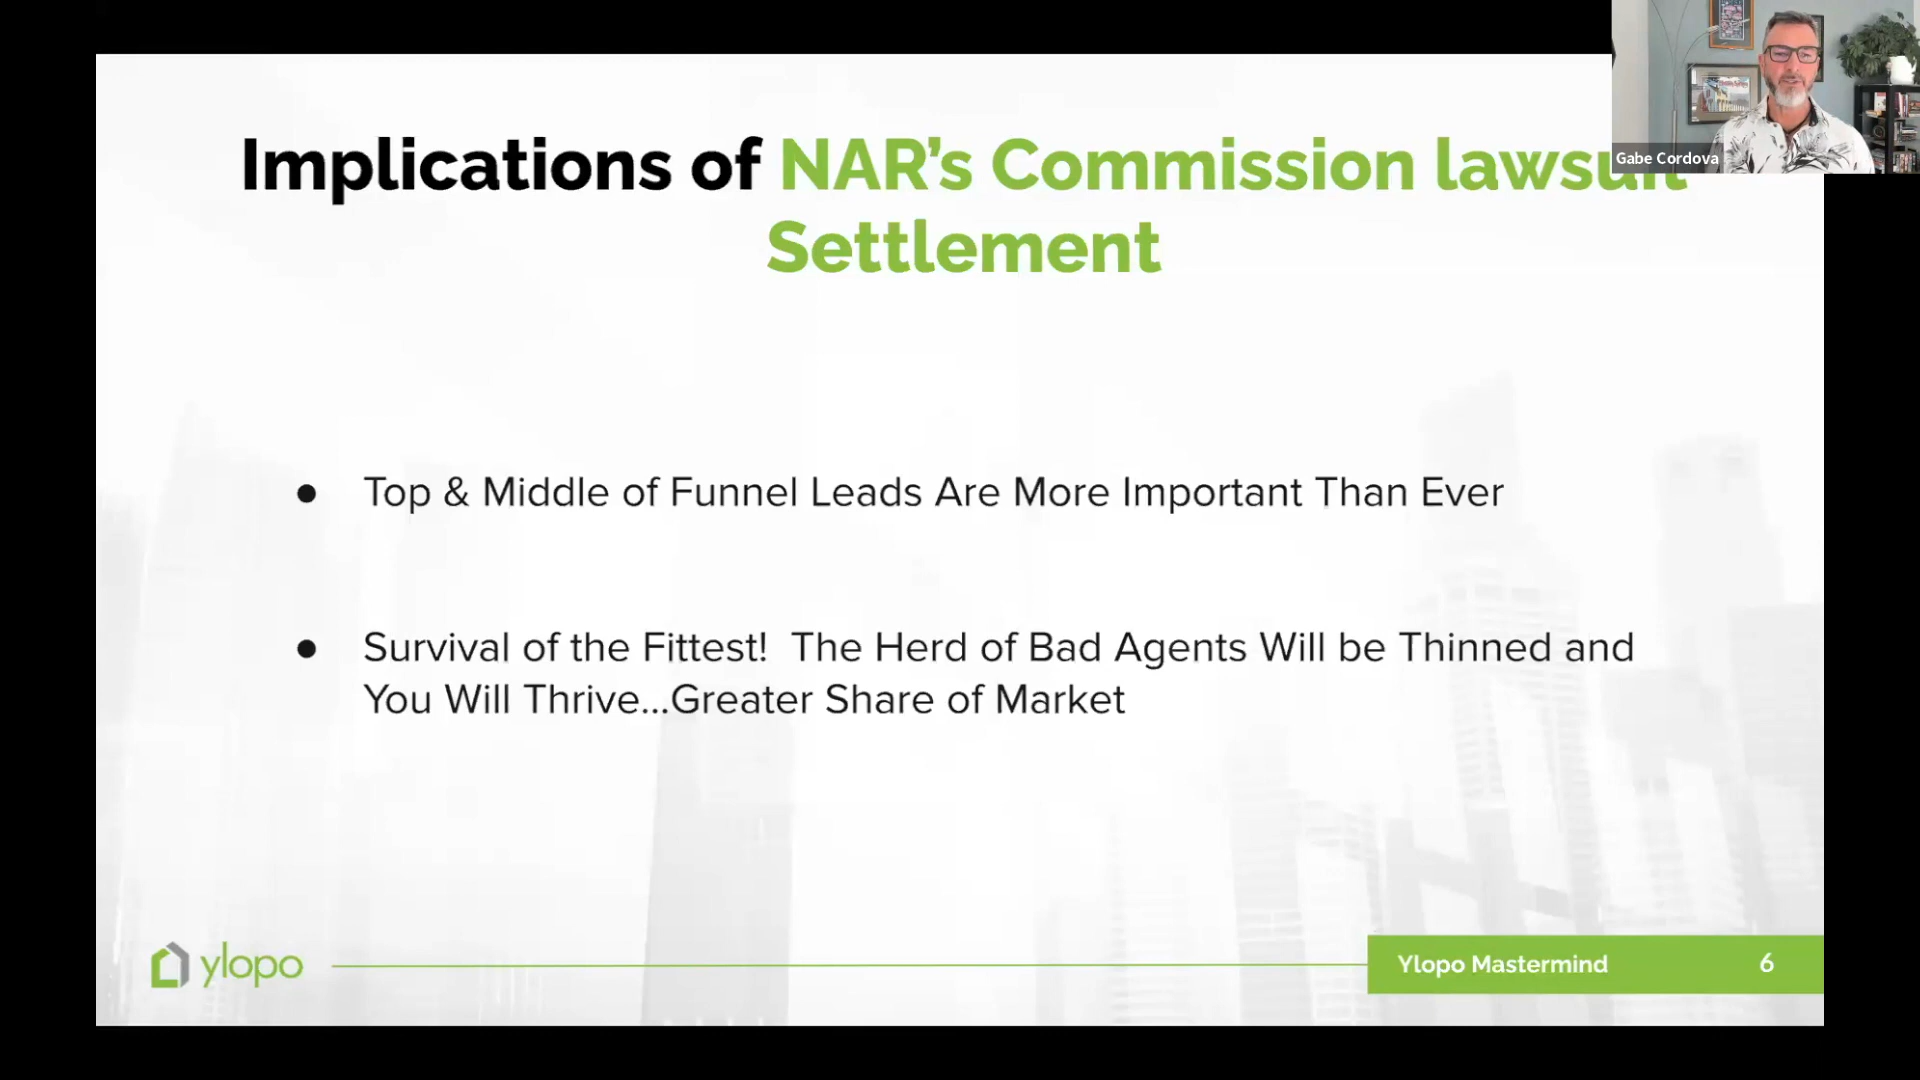 Implications of NAR's Commission lawsuit
Settlement
Gabe Cordova
● Top & Middle of Funnel Leads Are More Important Than Ever
● Survival of the Fittest! The Herd of Bad Agents Will be Thinned and
You Will Thrive...Greater Share of Market
ylopo
Ylopo Mastermind 6